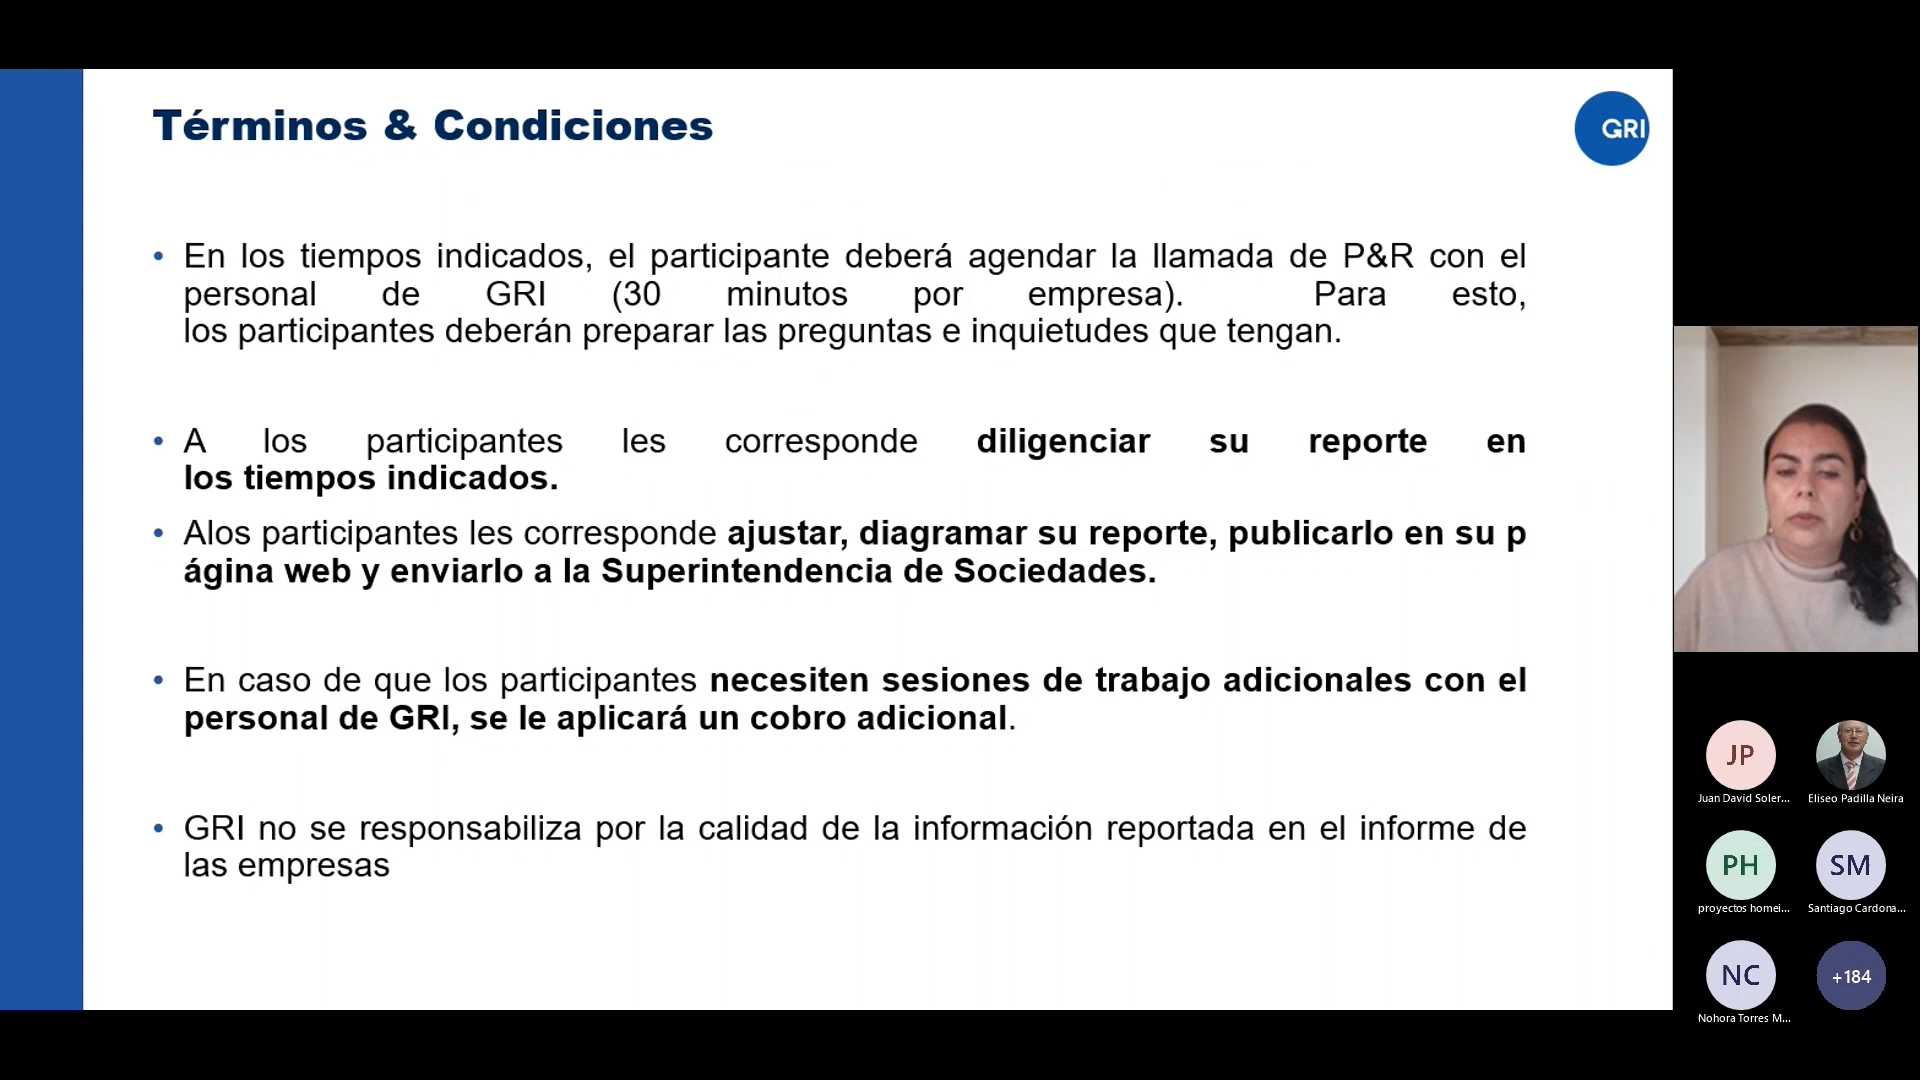 Términos & Condiciones
GRI
• En los tiempos indicados, el participante deberá agendar la llamada de P&R con el
personal de GRI (30 minutos por empresa). Para esto,
los participantes deberán preparar las preguntas e inquietudes que tengan.
• A los participantes les corresponde diligenciar su reporte en
los tiempos indicados.
• Alos participantes les corresponde ajustar, diagramar su reporte, publicarlo en su p
ágina web y enviarlo a la Superintendencia de Sociedades.
• En caso de que los participantes necesiten sesiones de trabajo adicionales con el
personal de GRI, se le aplicará un cobro adicional.
• GRI no se responsabiliza por la calidad de la información reportada en el informe de
las empresas
JP
Juan David Soler...
Eliseo Padilla Neira
PH
proyectos homei...
SM
Santiago Cardona...
NC
Nohora Torres M...
+184